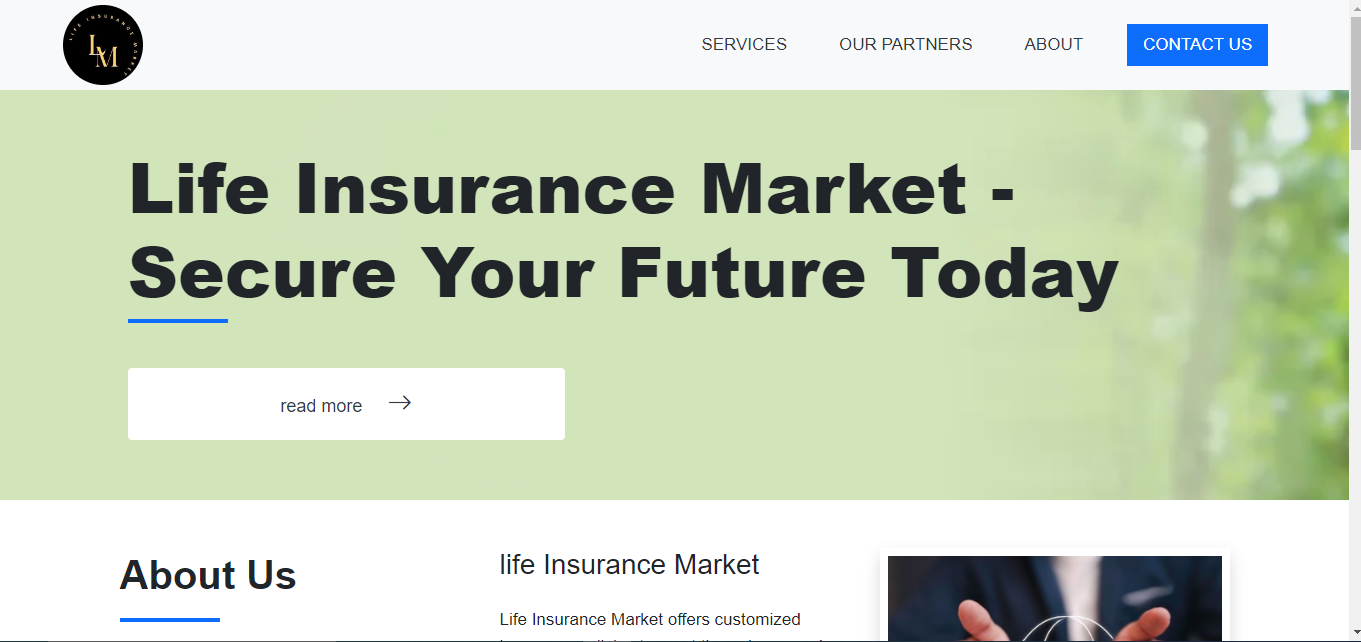 LIFE INSURANCE MARKET
LM
SERVICES
OUR PARTNERS
ABOUT
CONTACT US
Life Insurance Market -
Secure Your Future Today
read more
About Us
life Insurance Market
Life Insurance Market offers customized